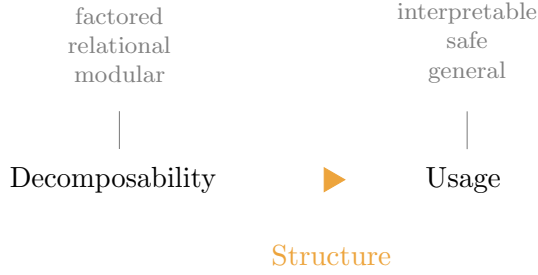 factored
relational
modular
interpretable
safe
general
Decomposability
Usage
Structure